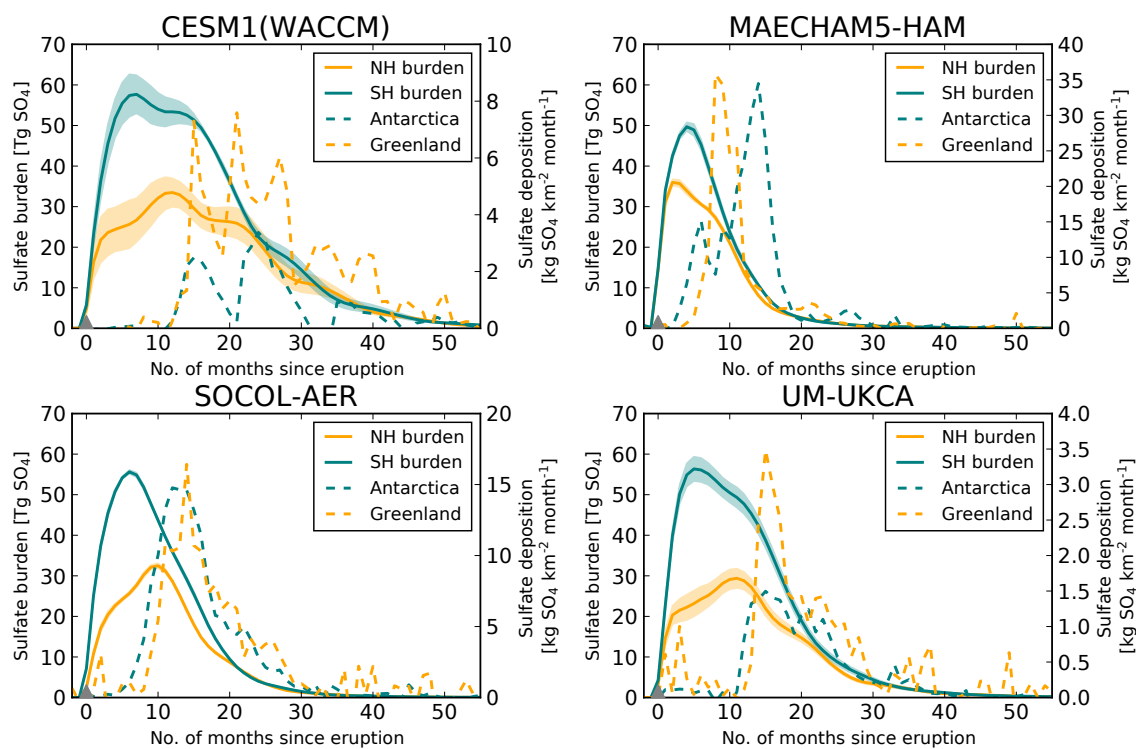 CESM1(WACCM)
70
60
50
40
30
20
10
0
Sulfate burden [Tg SO4]
10
8
6
4
2
0
Sulfate deposition
[kg SO4 km-2 month-1]
NH burden
SH burden
Antarctica
Greenland
0 10 20 30 40 50
No. of months since eruption
MAECHAM5-HAM
70
60
50
40
30
20
10
0
Sulfate burden [Tg SO4]
40
35
30
25
20
15
10
5
0
Sulfate deposition
[kg SO4 km-2 month-1]
NH burden
SH burden
Antarctica
Greenland
0 10 20 30 40 50
No. of months since eruption
SOCOL-AER
70
60
50
40
30
20
10
0
Sulfate burden [Tg SO4]
20
15
10
5
0
Sulfate deposition
[kg SO4 km-2 month-1]
NH burden
SH burden
Antarctica
Greenland
0 10 20 30 40 50
No. of months since eruption
UM-UKCA
70
60
50
40
30
20
10
0
Sulfate burden [Tg SO4]
4.0
3.5
3.0
2.5
2.0
1.5
1.0
0.5
0.0
Sulfate deposition
[kg SO4 km-2 month-1]
NH burden
SH burden
Antarctica
Greenland
0 10 20 30 40 50
No. of months since eruption